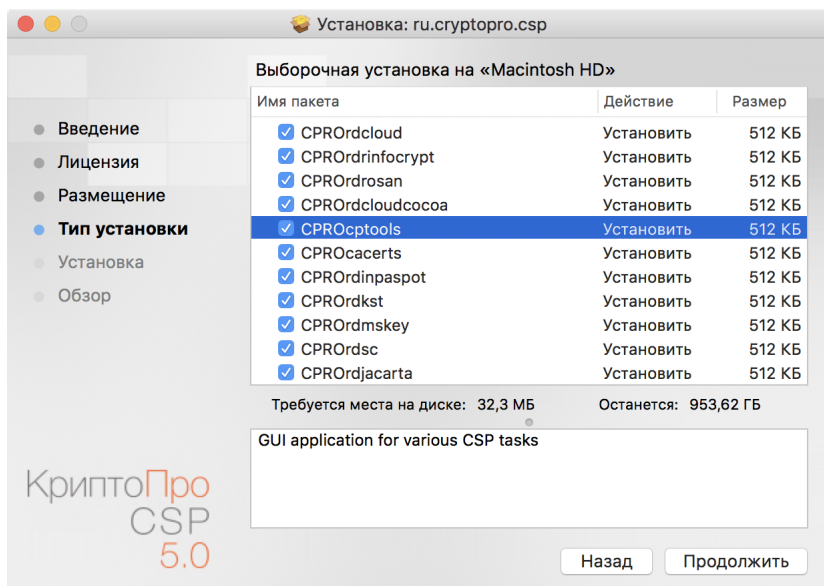 Установка: ru.cryptopro.csp
Выборочная установка на «Macintosh HD»
Введение
Лицензия
Размещение
Тип установки
Установка
Обзор
Имя пакета Действие Размер
CPROrdcloud Установить 512 КБ
CPROrdrinfocrypt Установить 512 КБ
CPROrdrosan Установить 512 КБ
CPROrdcloudcocoa Установить 512 КБ
CPROcptools Установить 512 КБ
CPROcacerts Установить 512 КБ
CPROrdinpaspot Установить 512 КБ
CPROrdkst Установить 512 КБ
CPROrdmskey Установить 512 КБ
CPROrdsc Установить 512 КБ
CPROrdjacarta Установить 512 КБ
Требуется места на диске: 32,3 МБ Останется: 953,62 ГБ
GUI application for various CSP tasks
КриптоПро
CSP
5.0
Назад Продолжить